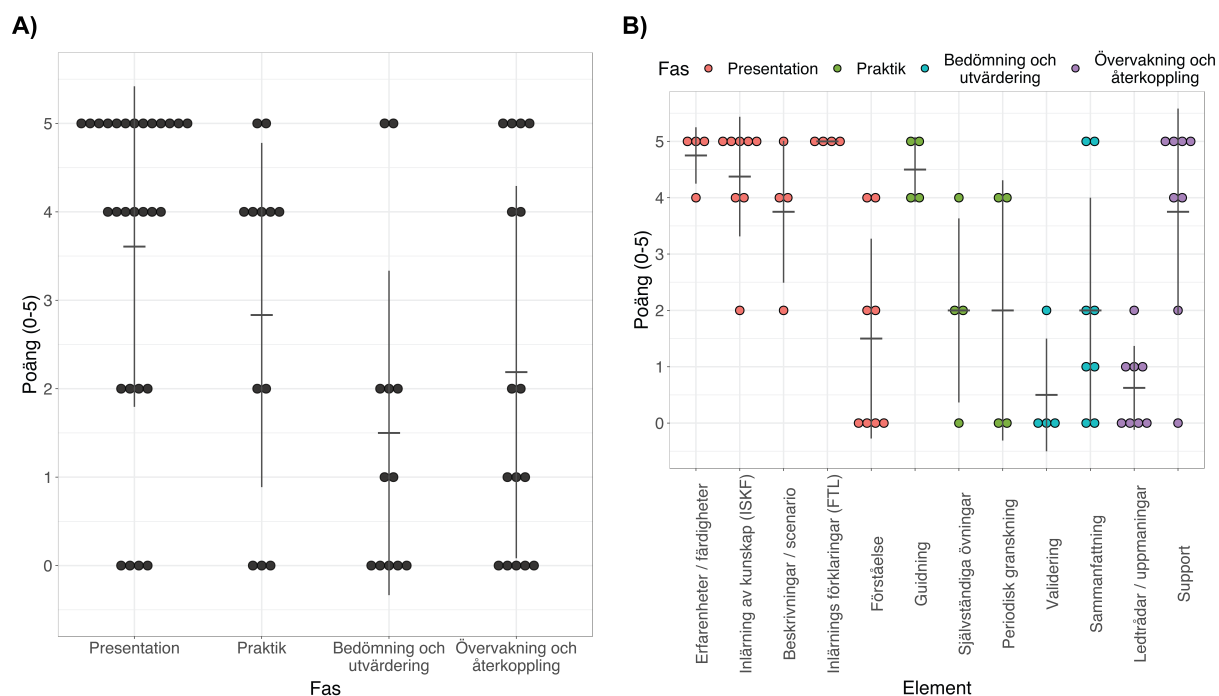 A)
Poäng (0-5)
5
4
3
2
1
0
Presentation
Praktik
Bedömning och
utvärdering
Övervakning och
återkoppling
Fas
B)
Fas
Presentation
Praktik
Bedömning och
utvärdering
Övervakning och
återkoppling
Poäng (0-5)
5
4
3
2
1
0
Erfarenheter / färdigheter
Inlärning av kunskap (ISKF)
Beskrivningar / scenario
Inlärnings förklaringar (FTL)
Förståelse
Guidning
Självständiga övningar
Periodisk granskning
Validering
Sammanfattning
Ledtrådar / uppmaningar
Support
Element